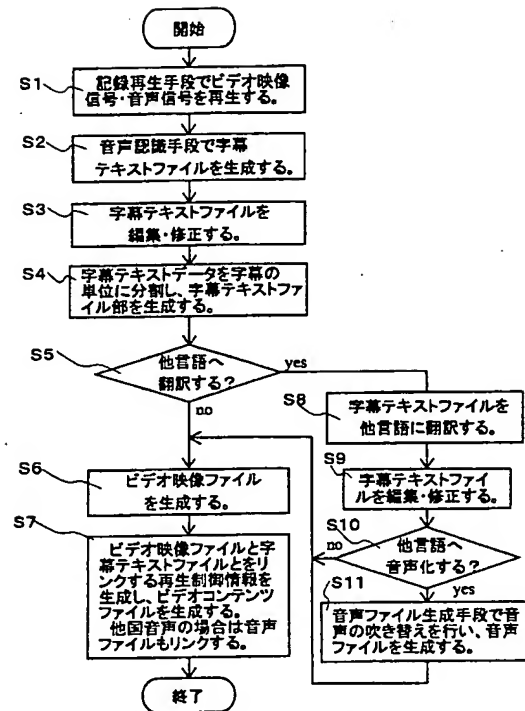 開始
S1
記録再生手段でビデオ映像
信号・音声信号を再生する。
S2
音声認識手段で字幕
テキストファイルを生成する。
S3
字幕テキストファイルを
編集・修正する。
S4
字幕テキストデータを字幕の
単位に分割し、字幕テキストファ
イル部を生成する。
S5
他言語へ
翻訳する?
yes
no
S8
字幕テキストファイルを
他言語に翻訳する。
S9
字幕テキストファイ
ルを編集・修正する。
S10
他言語へ
音声化する?
no
yes
S11
音声ファイル生成手段で音
声の吹き替えを行い、音声
ファイルを生成する。
S6
ビデオ映像ファイル
を生成する。
S7
ビデオ映像ファイルと字
幕テキストファイルとをリ
ンクする再生制御情報
を生成し、ビデオコンテンツ
ファイルを生成する。
他国音声の場合は音声
ファイルもリンクする。
終了